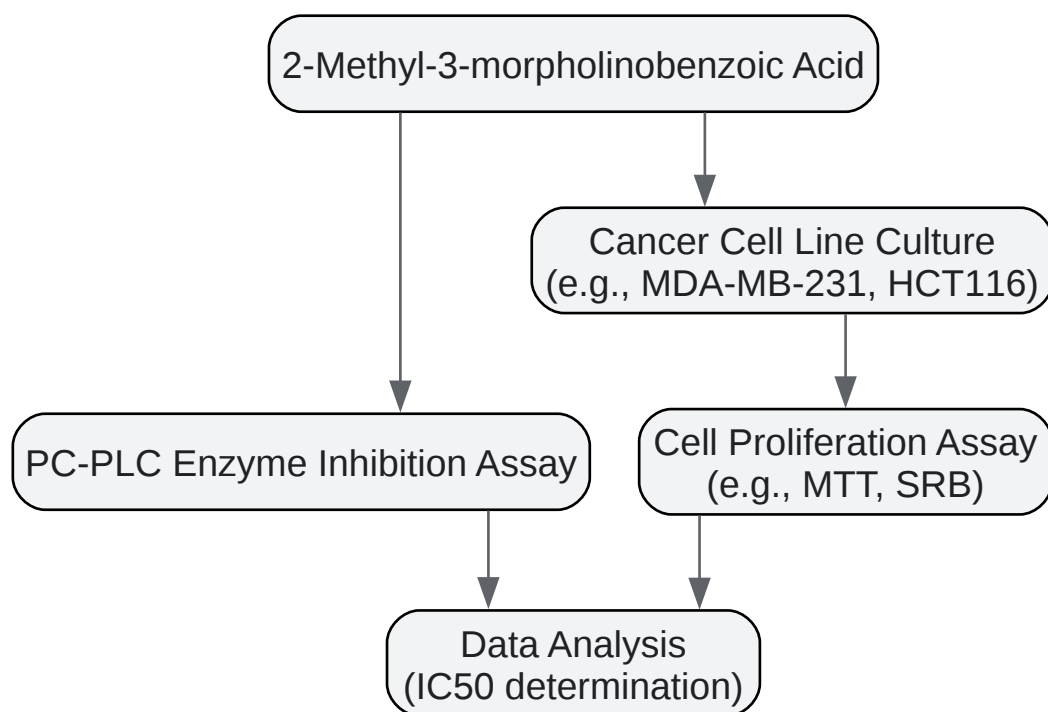 2-Methyl-3-morpholinobenzoic Acid
Cancer Cell Line Culture
(e.g., MDA-MB-231, HCT116)
PC-PLC Enzyme Inhibition Assay
Cell Proliferation Assay
(e.g., MTT, SRB)
Data Analysis
(IC50 determination)